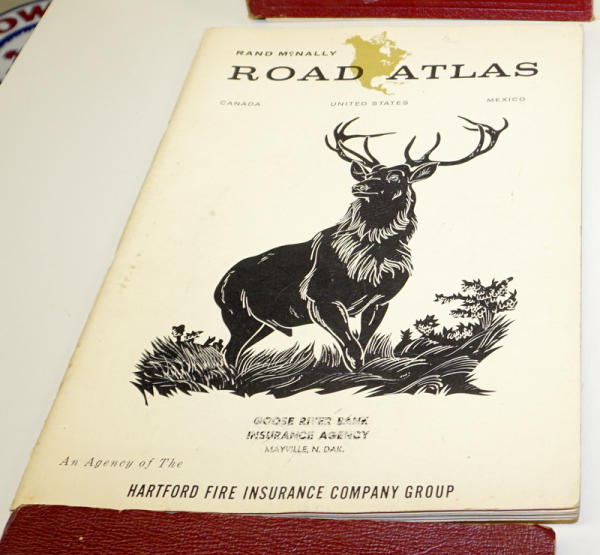 RAND McNALLY
ROAD ATLAS
CANADA UNITED STATES MEXICO
GOOSE RIVER BANK
INSURANCE AGENCY
MAYVILLE, N. DAK.
An Agency of The
HARTFORD FIRE INSURANCE COMPANY GROUP
OW